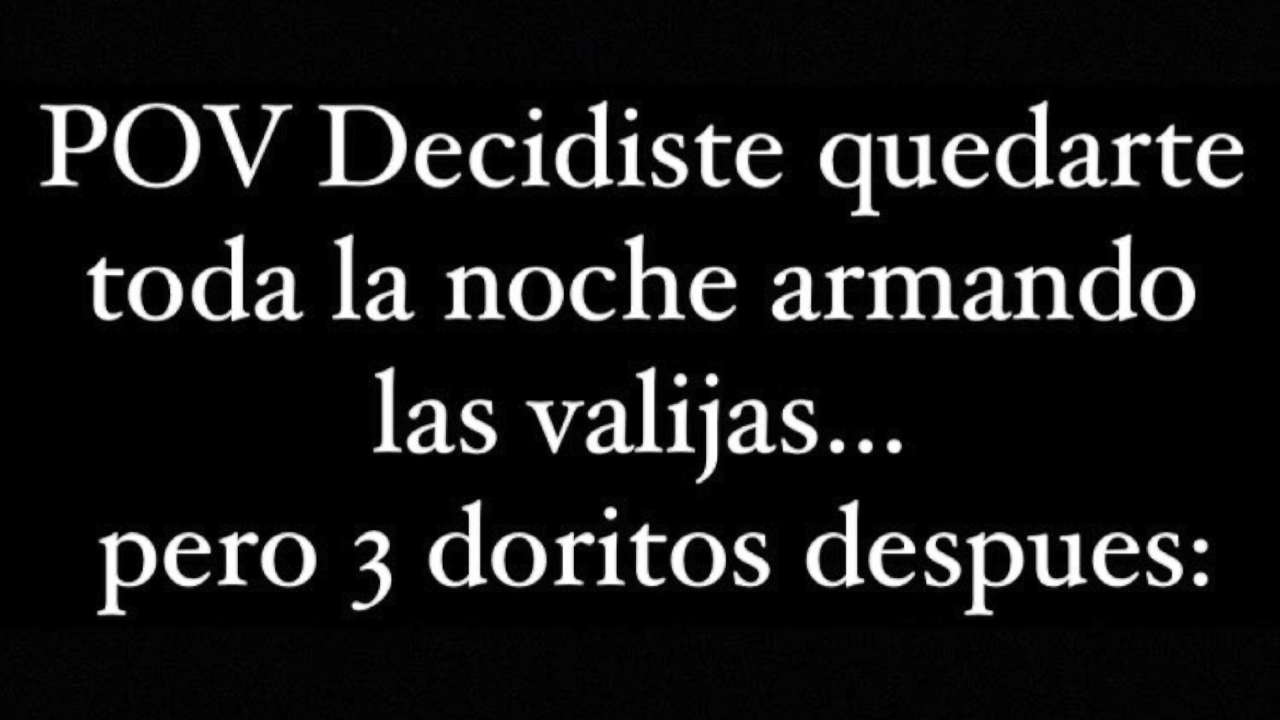 POV Decidiste quedarte
toda la noche armando
las valijas...
pero 3 doritos despues: